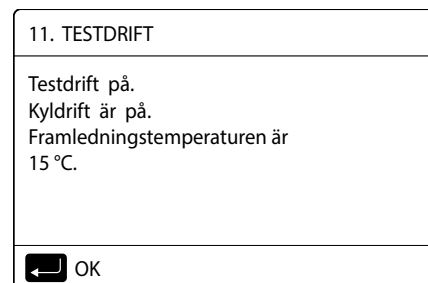 11. TESTDRIFT
Testdrift på.
Kyldrift är på.
Framledningstemperaturen är
15 °C.
OK